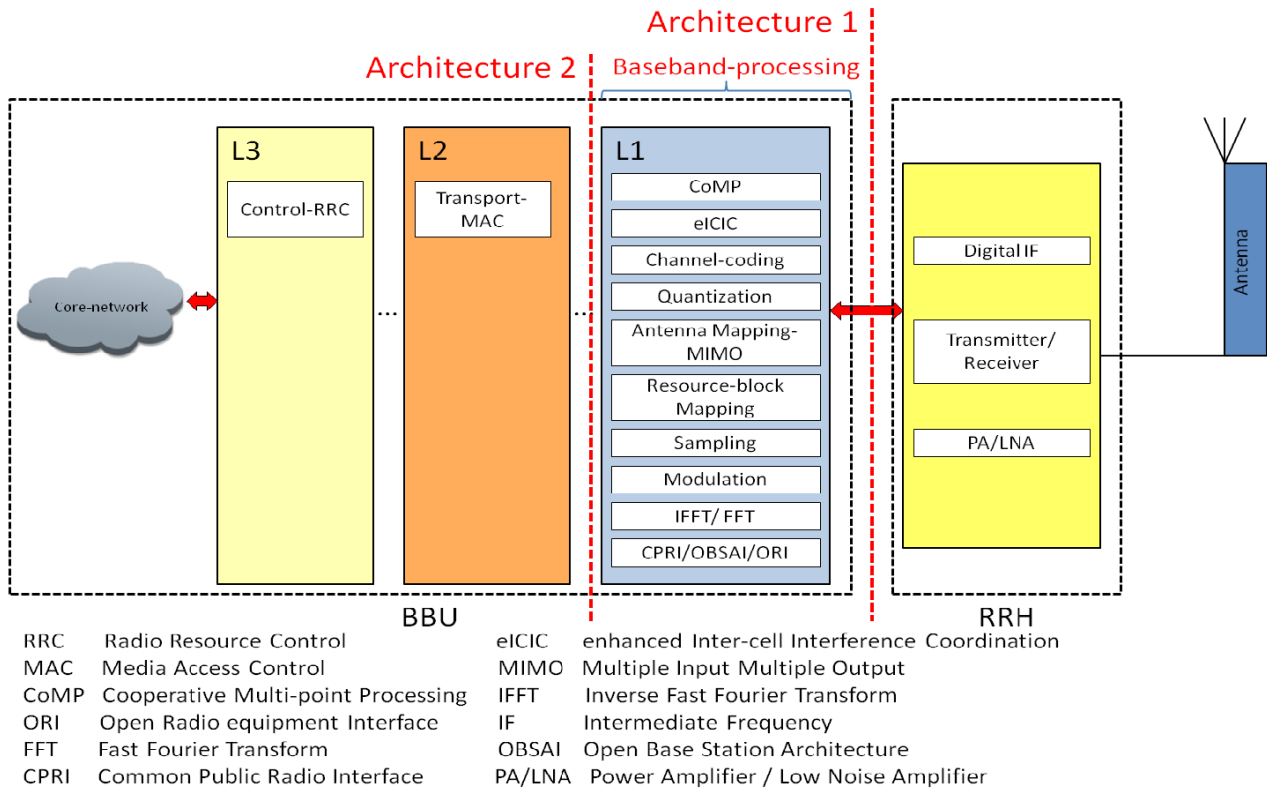 Architecture 1
Architecture 2
Baseband-processing
L3
L2
L1
Control-RRC
Transport-
MAC
CoMP
eICIC
Channel-coding
Quantization
Antenna Mapping-
MIMO
Resource-block
Mapping
Sampling
Modulation
IFFT/ FFT
CPRI/OBSAI/ORI
Core-network
...
...
Digital IF
Transmitter/
Receiver
PA/LNA
Antenna
BBU
RRH
RRC Radio Resource Control
MAC Media Access Control
CoMP Cooperative Multi-point Processing
ORI Open Radio equipment Interface
FFT Fast Fourier Transform
CPRI Common Public Radio Interface
eICIC enhanced Inter-cell Interference Coordination
MIMO Multiple Input Multiple Output
IFFT Inverse Fast Fourier Transform
IF Intermediate Frequency
OBSAI Open Base Station Architecture
PA/LNA Power Amplifier / Low Noise Amplifier